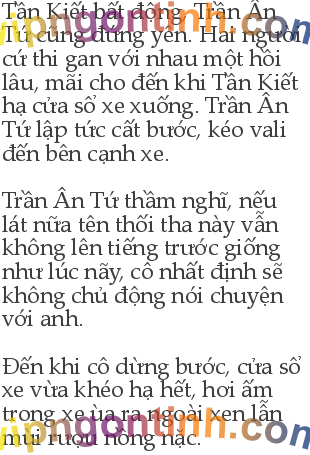 Tần Kiết bất động, Trần Ân
Tứ cũng đứng yên. Hai người
cứ thi gan với nhau một hồi
lâu, mãi cho đến khi Tần Kiết
hạ cửa sổ xe xuống. Trần Ân
Tứ lập tức cất bước, kéo vali
đến bên cạnh xe.
Trần Ân Tứ thầm nghĩ, nếu
lát nữa tên thối tha này vẫn
không lên tiếng trước giống
như lúc nãy, cô nhất định sẽ
không chủ động nói chuyện
với anh.
Đến khi cô dừng bước, cửa sổ
xe vừa khéo hạ hết, hơi ấm
trong xe ùa ra ngoài xen lẫn
mùi rượu nồng nặc.